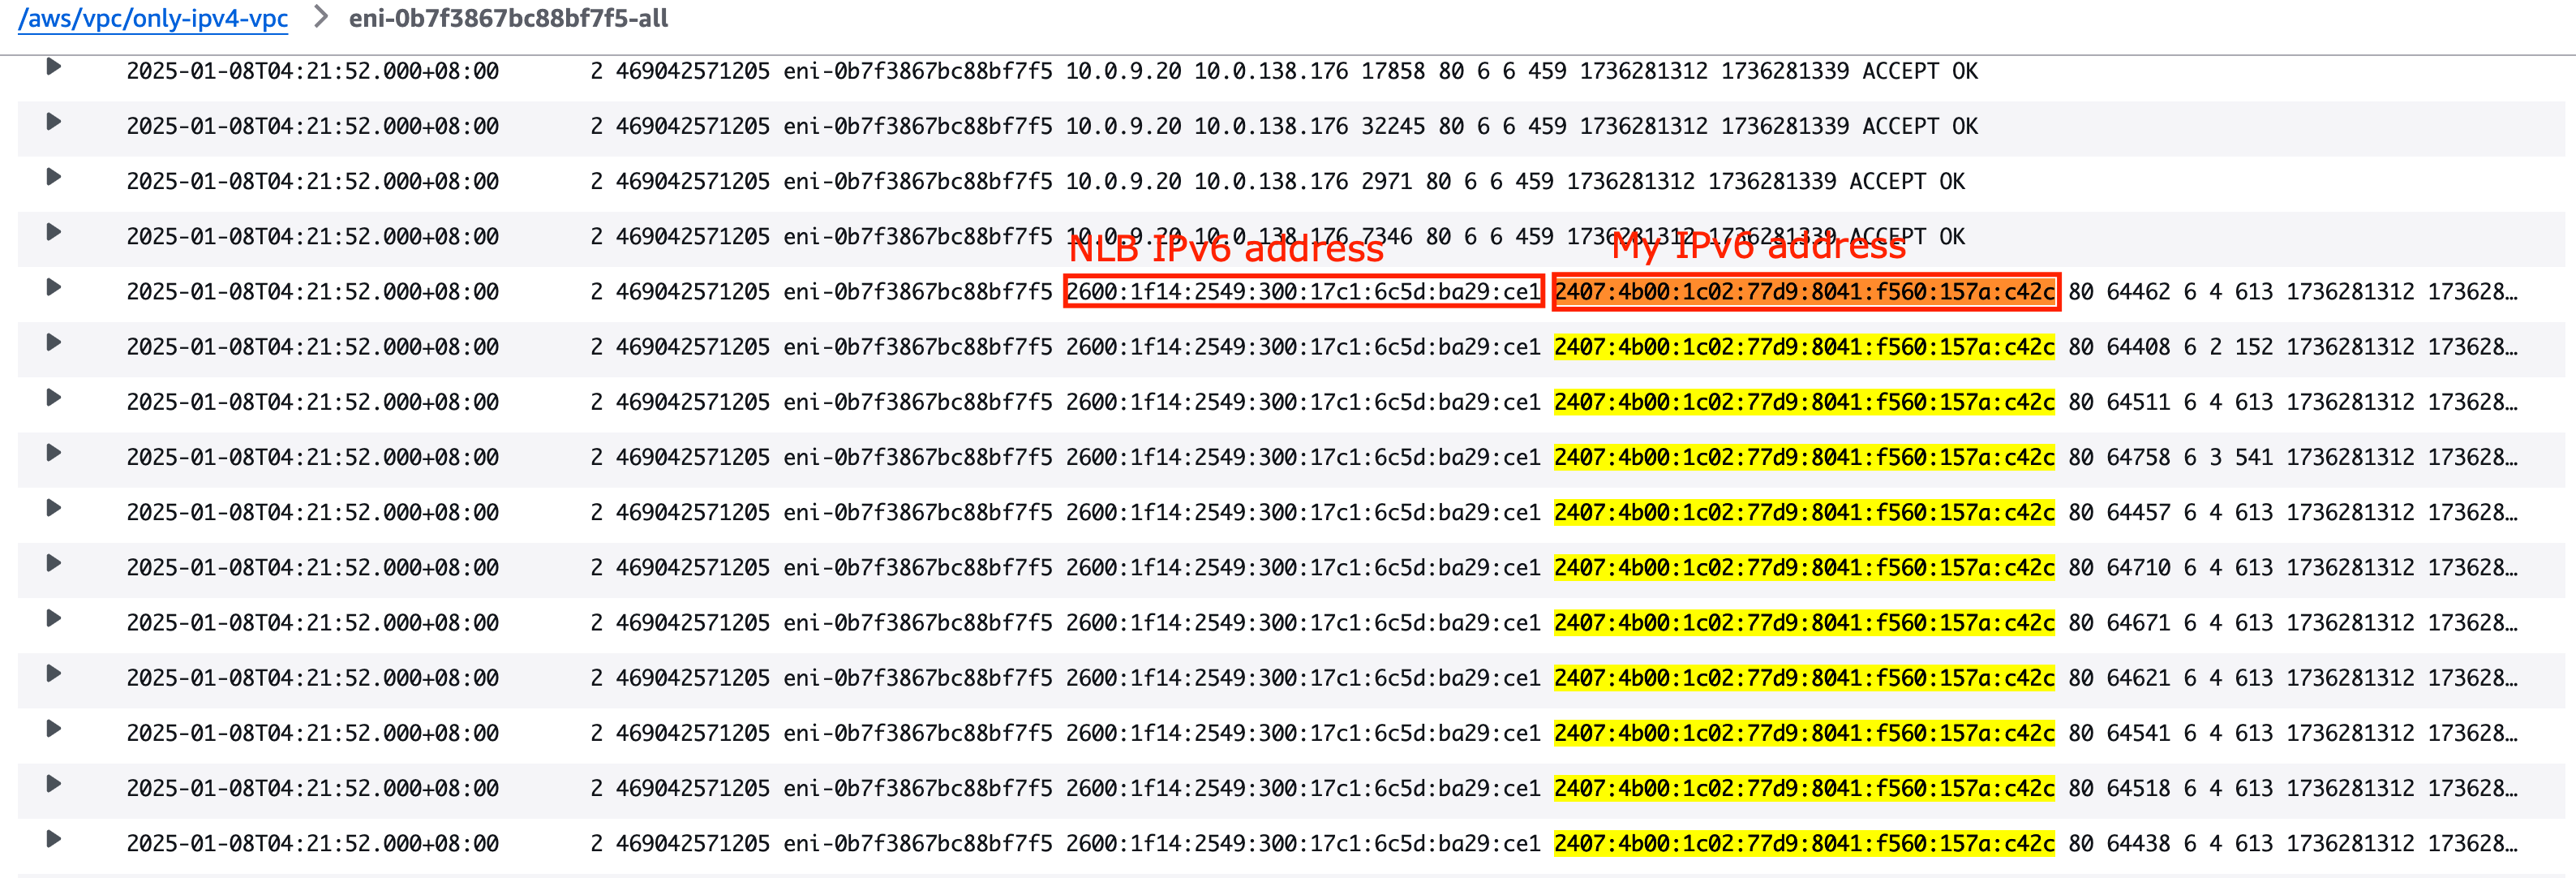 /aws/vpc/only-ipv4-vpc > eni-0b7f3867bc88bf7f5-all
2025-01-08T04:21:52.000+08:00 2 469042571205 eni-0b7f3867bc88bf7f5 10.0.9.20 10.0.138.176 17858 80 6 6 459 1736281312 1736281339 ACCEPT OK
2025-01-08T04:21:52.000+08:00 2 469042571205 eni-0b7f3867bc88bf7f5 10.0.9.20 10.0.138.176 32245 80 6 6 459 1736281312 1736281339 ACCEPT OK
2025-01-08T04:21:52.000+08:00 2 469042571205 eni-0b7f3867bc88bf7f5 10.0.9.20 10.0.138.176 2971 80 6 6 459 1736281312 1736281339 ACCEPT OK
2025-01-08T04:21:52.000+08:00 2 469042571205 eni-0b7f3867bc88bf7f5 10.0.9.20 10.0.138.176 7346 80 6 6 459 1736281312 1736281339 ACCEPT OK
NLB IPv6 address My IPv6 address
2025-01-08T04:21:52.000+08:00 2 469042571205 eni-0b7f3867bc88bf7f5 2600:1f14:2549:300:17c1:6c5d:ba29:ce1 2407:4b00:1c02:77d9:8041:f560:157a:c42c 80 64462 6 4 613 1736281312 173628…
2025-01-08T04:21:52.000+08:00 2 469042571205 eni-0b7f3867bc88bf7f5 2600:1f14:2549:300:17c1:6c5d:ba29:ce1 2407:4b00:1c02:77d9:8041:f560:157a:c42c 80 64408 6 2 152 1736281312 173628…
2025-01-08T04:21:52.000+08:00 2 469042571205 eni-0b7f3867bc88bf7f5 2600:1f14:2549:300:17c1:6c5d:ba29:ce1 2407:4b00:1c02:77d9:8041:f560:157a:c42c 80 64511 6 4 613 1736281312 173628…
2025-01-08T04:21:52.000+08:00 2 469042571205 eni-0b7f3867bc88bf7f5 2600:1f14:2549:300:17c1:6c5d:ba29:ce1 2407:4b00:1c02:77d9:8041:f560:157a:c42c 80 64758 6 3 541 1736281312 173628…
2025-01-08T04:21:52.000+08:00 2 469042571205 eni-0b7f3867bc88bf7f5 2600:1f14:2549:300:17c1:6c5d:ba29:ce1 2407:4b00:1c02:77d9:8041:f560:157a:c42c 80 64457 6 4 613 1736281312 173628…
2025-01-08T04:21:52.000+08:00 2 469042571205 eni-0b7f3867bc88bf7f5 2600:1f14:2549:300:17c1:6c5d:ba29:ce1 2407:4b00:1c02:77d9:8041:f560:157a:c42c 80 64710 6 4 613 1736281312 173628…
2025-01-08T04:21:52.000+08:00 2 469042571205 eni-0b7f3867bc88bf7f5 2600:1f14:2549:300:17c1:6c5d:ba29:ce1 2407:4b00:1c02:77d9:8041:f560:157a:c42c 80 64671 6 4 613 1736281312 173628…
2025-01-08T04:21:52.000+08:00 2 469042571205 eni-0b7f3867bc88bf7f5 2600:1f14:2549:300:17c1:6c5d:ba29:ce1 2407:4b00:1c02:77d9:8041:f560:157a:c42c 80 64621 6 4 613 1736281312 173628…
2025-01-08T04:21:52.000+08:00 2 469042571205 eni-0b7f3867bc88bf7f5 2600:1f14:2549:300:17c1:6c5d:ba29:ce1 2407:4b00:1c02:77d9:8041:f560:157a:c42c 80 64541 6 4 613 1736281312 173628…
2025-01-08T04:21:52.000+08:00 2 469042571205 eni-0b7f3867bc88bf7f5 2600:1f14:2549:300:17c1:6c5d:ba29:ce1 2407:4b00:1c02:77d9:8041:f560:157a:c42c 80 64518 6 4 613 1736281312 173628…
2025-01-08T04:21:52.000+08:00 2 469042571205 eni-0b7f3867bc88bf7f5 2600:1f14:2549:300:17c1:6c5d:ba29:ce1 2407:4b00:1c02:77d9:8041:f560:157a:c42c 80 64438 6 4 613 1736281312 173628…